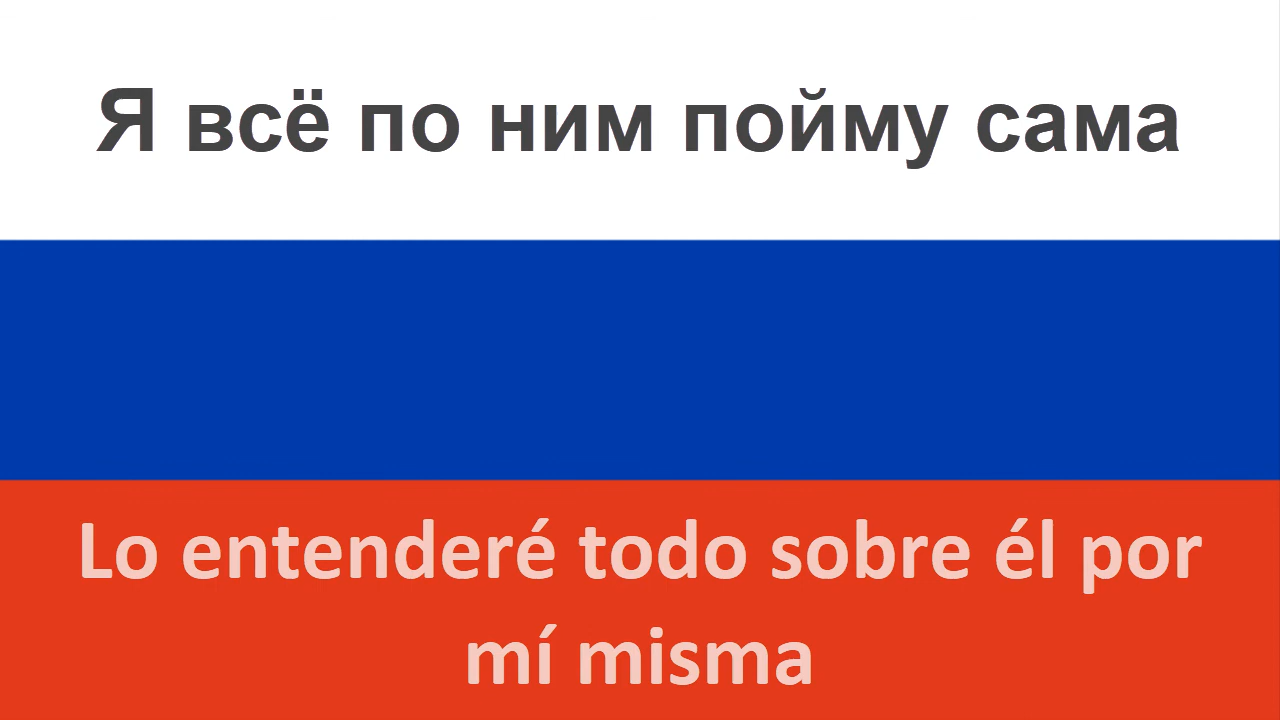 Я всё по ним пойму сама
Lo entenderé todo sobre él por
mí misma